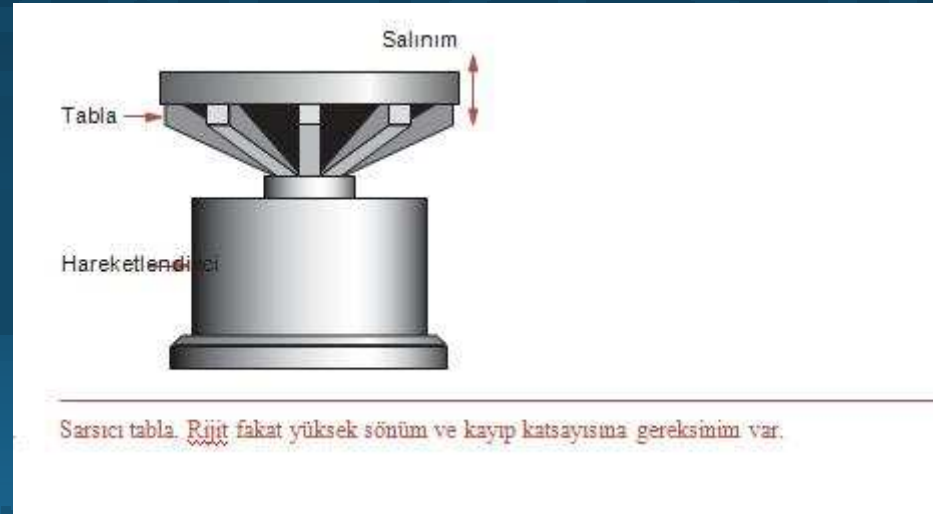 Salınım
Tabla
Hareketlendirici
Sarsıcı tabla. Rijit fakat yüksek sönüm ve kayıp katsayısına gereksinim var.